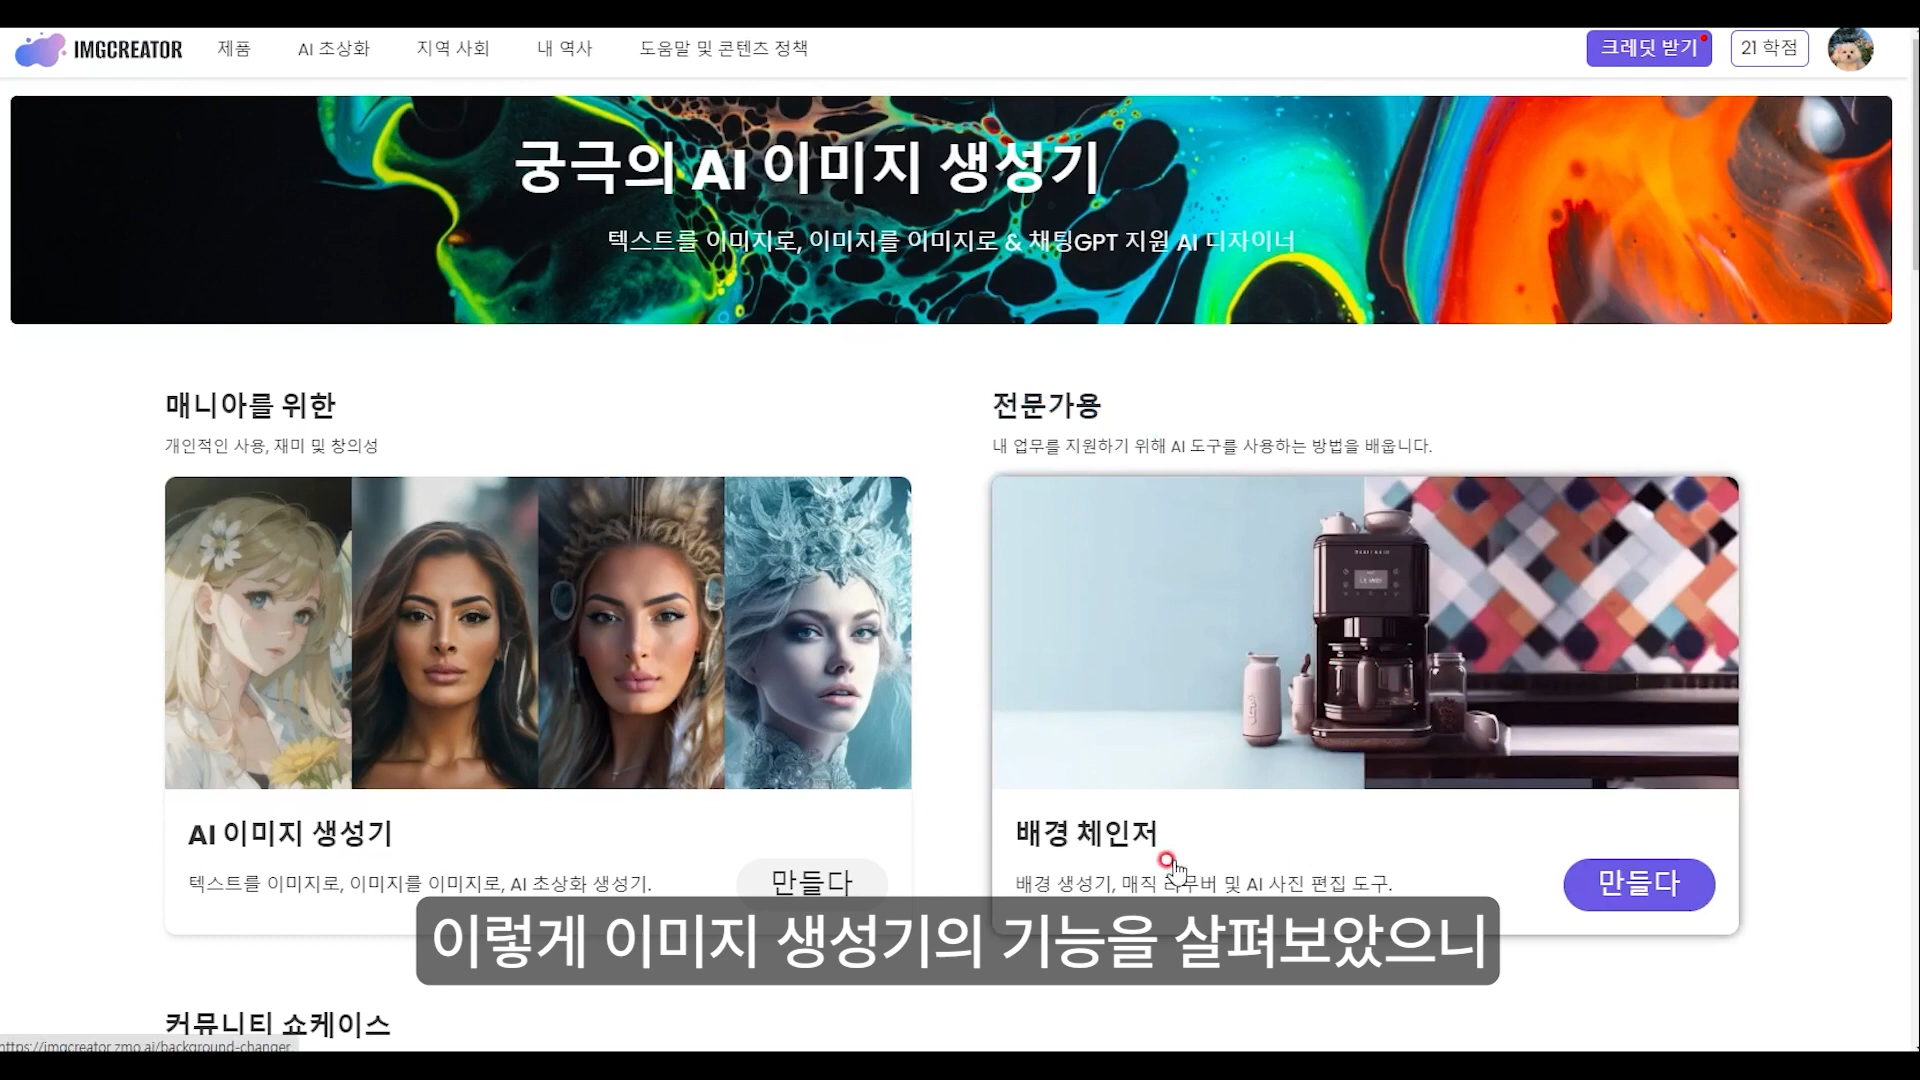 IMGCREATOR 제품 AI 초상화 지역 사회 내 역사 도움말 및 콘텐츠 정책 크레딧 받기 21 학점
궁극의 AI 이미지 생성기
텍스트를 이미지로, 이미지를 이미지로 & 채팅GPT 지원 AI 디자이너
매니아를 위한
개인적인 사용, 재미 및 창의성
전문가용
내 업무를 지원하기 위해 AI 도구를 사용하는 방법을 배웁니다.
AI 이미지 생성기
텍스트를 이미지로, 이미지를 이미지로, AI 초상화 생성기.
만들다
배경 체인저
배경 생성기, 매직 리무버 및 AI 사진 편집 도구.
만들다
이렇게 이미지 생성기의 기능을 살펴보았으니
커뮤니티 쇼케이스
https://imgcreator.zmo.ai/background-changer